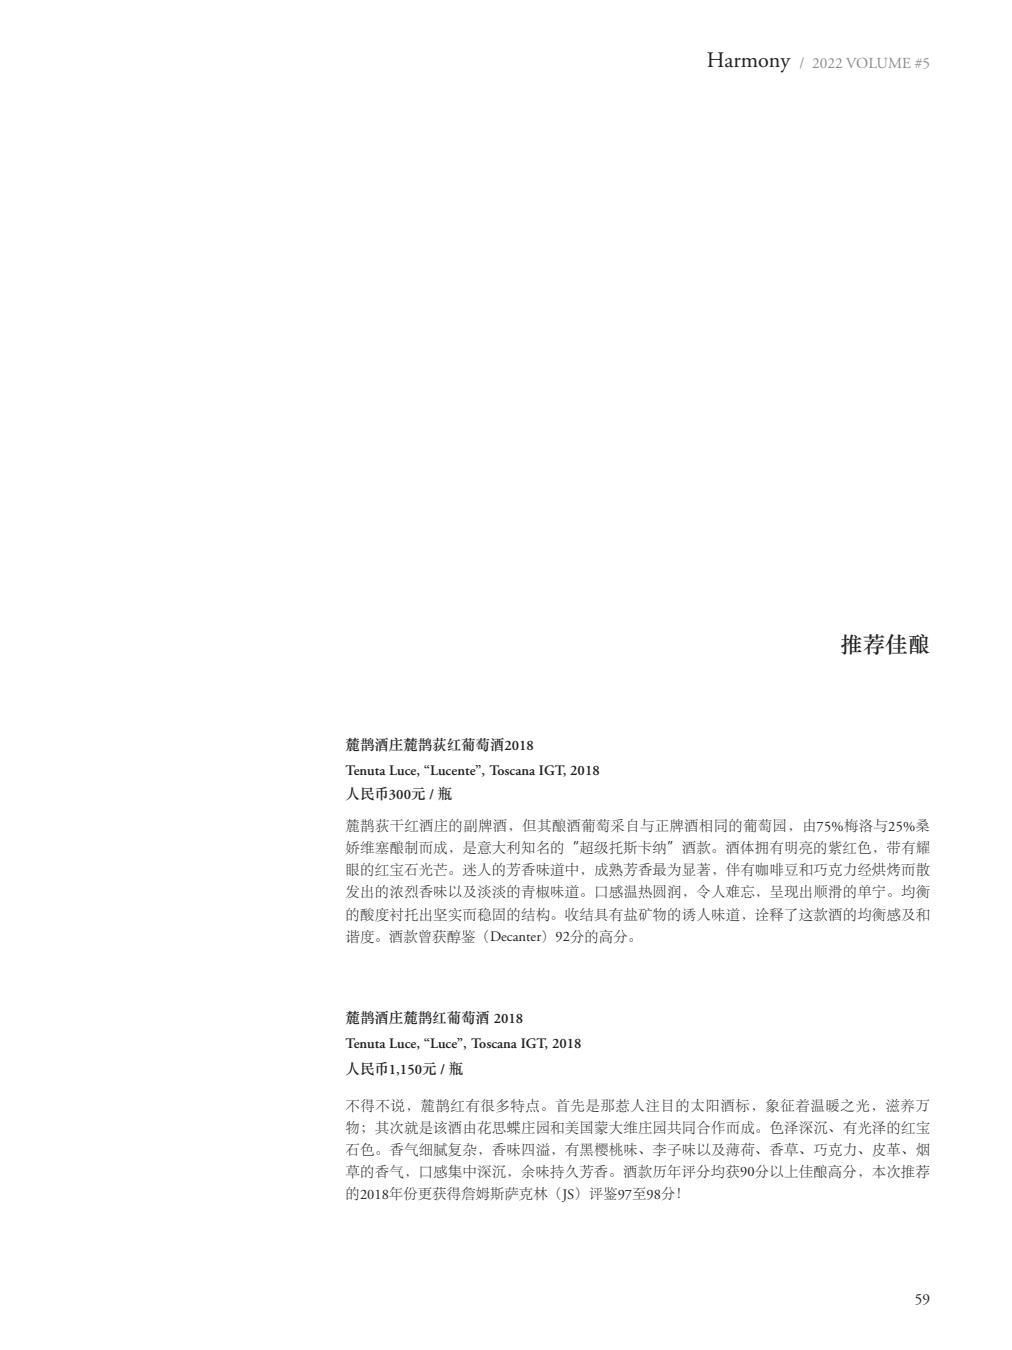 Harmony / 2022 VOLUME #5
推荐佳酿
麓鹊酒庄麓鹊荻红葡萄酒2018
Tenuta Luce, “Lucente”, Toscana IGT, 2018
人民币300元 / 瓶
麓鹊荻干红酒庄的副牌酒，但其酿酒葡萄采自与正牌酒相同的葡萄园，由75%梅洛与25%桑
娇维塞酿制而成，是意大利知名的“超级托斯卡纳”酒款。酒体拥有明亮的紫红色，带有耀
眼的红宝石光芒。迷人的芳香味道中，成熟芳香最为显著，伴有咖啡豆和巧克力经烘烤而散
发出的浓烈香味以及淡淡的青椒味道。口感温热圆润，令人难忘，呈现出顺滑的单宁。均衡
的酸度衬托出坚实而稳固的结构。收结具有盐矿物的诱人味道，诠释了这款酒的均衡感及和
谐度。酒款曾获醇鉴（Decanter）92分的高分。
麓鹊酒庄麓鹊红葡萄酒 2018
Tenuta Luce, “Luce”, Toscana IGT, 2018
人民币1,150元 / 瓶
不得不说，麓鹊红有很多特点。首先是那惹人注目的太阳酒标，象征着温暖之光，滋养万
物；其次就是该酒由花思蝶庄园和美国蒙大维庄园共同合作而成。色泽深沉、有光泽的红宝
石色。香气细腻复杂，香味四溢，有黑樱桃味、李子味以及薄荷、香草、巧克力、皮革、烟
草的香气，口感集中深沉，余味持久芳香。酒款历年评分均获90分以上佳酿高分，本次推荐
的2018年份更获得詹姆斯萨克林（JS）评鉴97至98分！
59